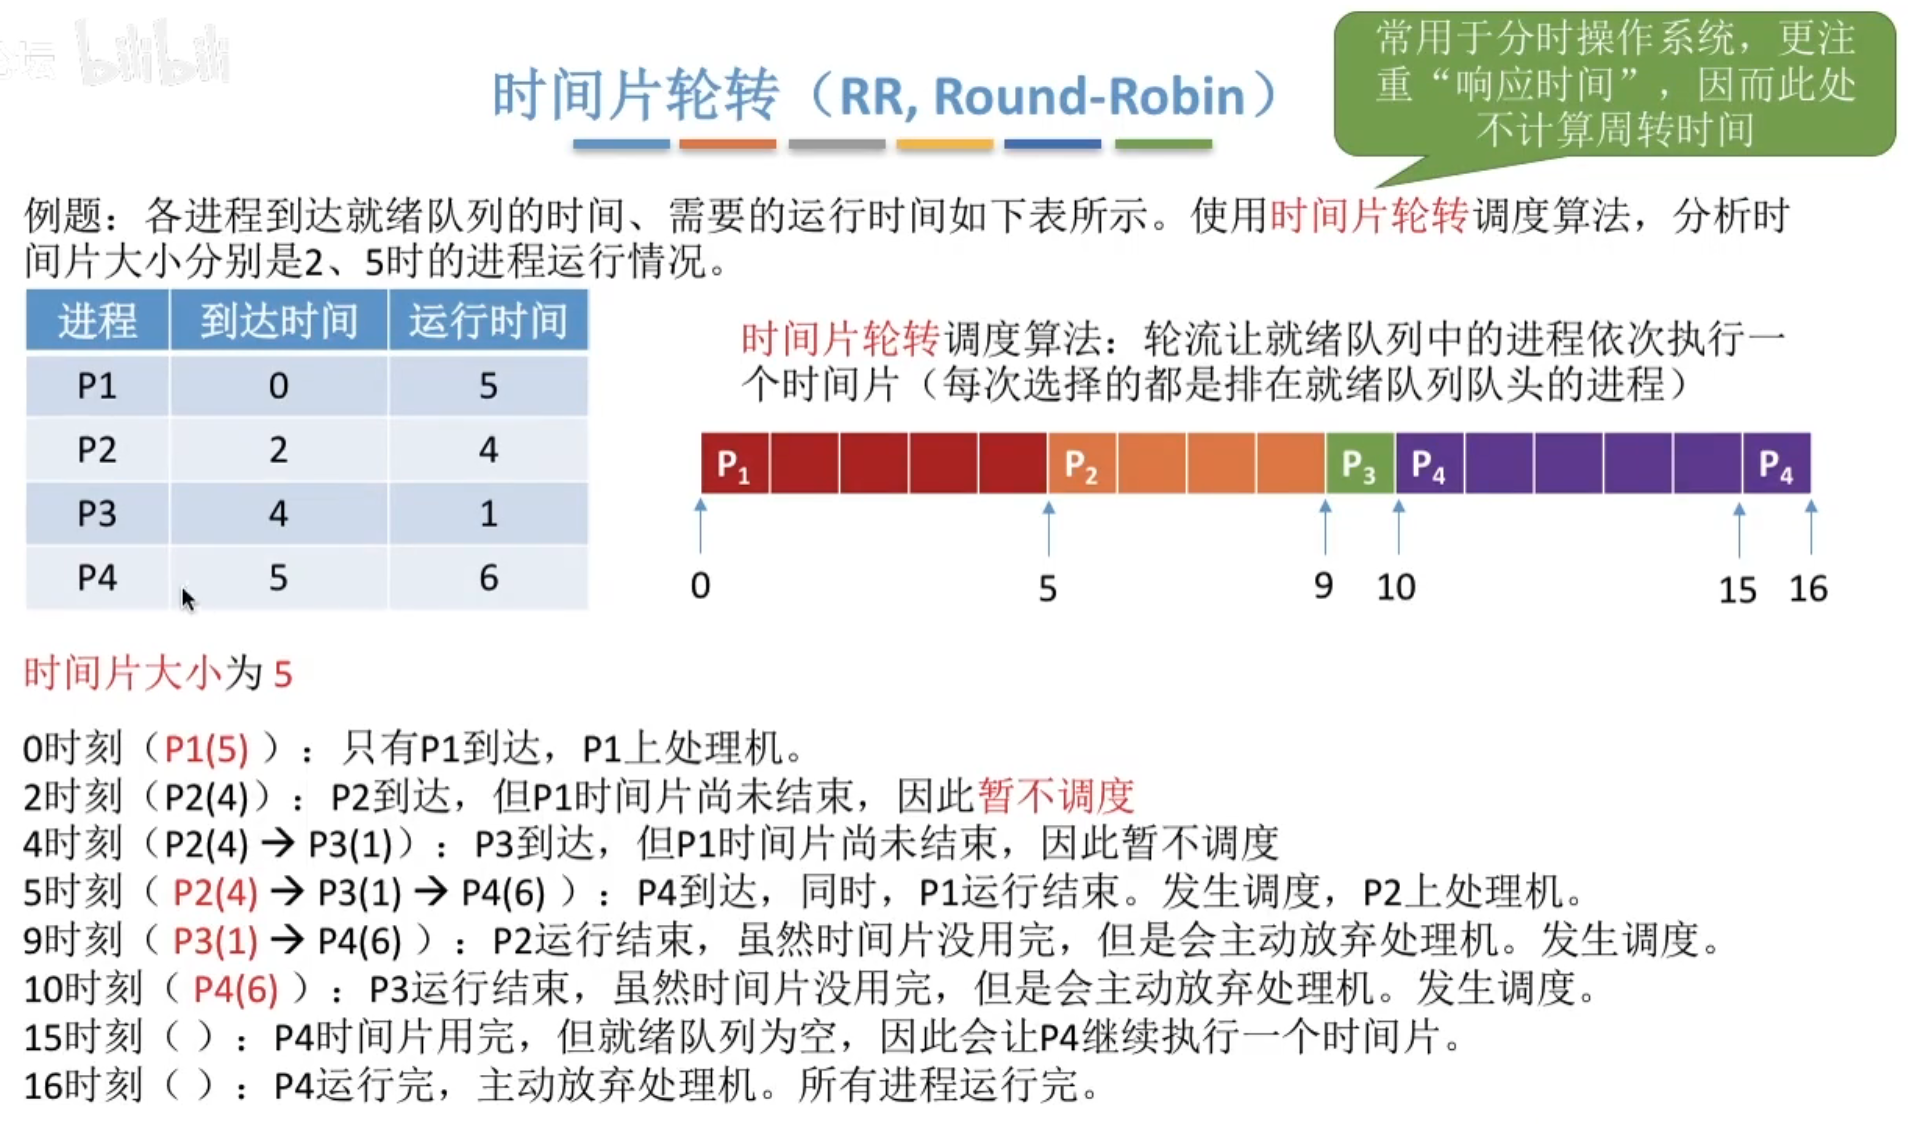 坛 bilibili
常用于分时操作系统，更注
重“响应时间”，因而此处
不计算周转时间
时间片轮转（RR, Round-Robin）
例题：各进程到达就绪队列的时间、需要的运行时间如下表所示。使用时间片轮转调度算法，分析时
间片大小分别是2、5时的进程运行情况。
进程 到达时间 运行时间
P1 0 5
P2 2 4
P3 4 1
P4 5 6
时间片轮转调度算法：轮流让就绪队列中的进程依次执行一
个时间片（每次选择的都是排在就绪队列队头的进程）
P1 P2 P3 P4 P4
0 5 9 10 15 16
时间片大小为 5
0时刻（P1(5) ）：只有P1到达，P1上处理机。
2时刻（P2(4)）：P2到达，但P1时间片尚未结束，因此暂不调度
4时刻（P2(4) → P3(1)）：P3到达，但P1时间片尚未结束，因此暂不调度
5时刻（ P2(4) → P3(1) → P4(6) ）：P4到达，同时，P1运行结束。发生调度，P2上处理机。
9时刻（ P3(1) → P4(6) ）：P2运行结束，虽然时间片没用完，但是会主动放弃处理机。发生调度。
10时刻（ P4(6) ）：P3运行结束，虽然时间片没用完，但是会主动放弃处理机。发生调度。
15时刻（ ）：P4时间片用完，但就绪队列为空，因此会让P4继续执行一个时间片。
16时刻（ ）：P4运行完，主动放弃处理机。所有进程运行完。